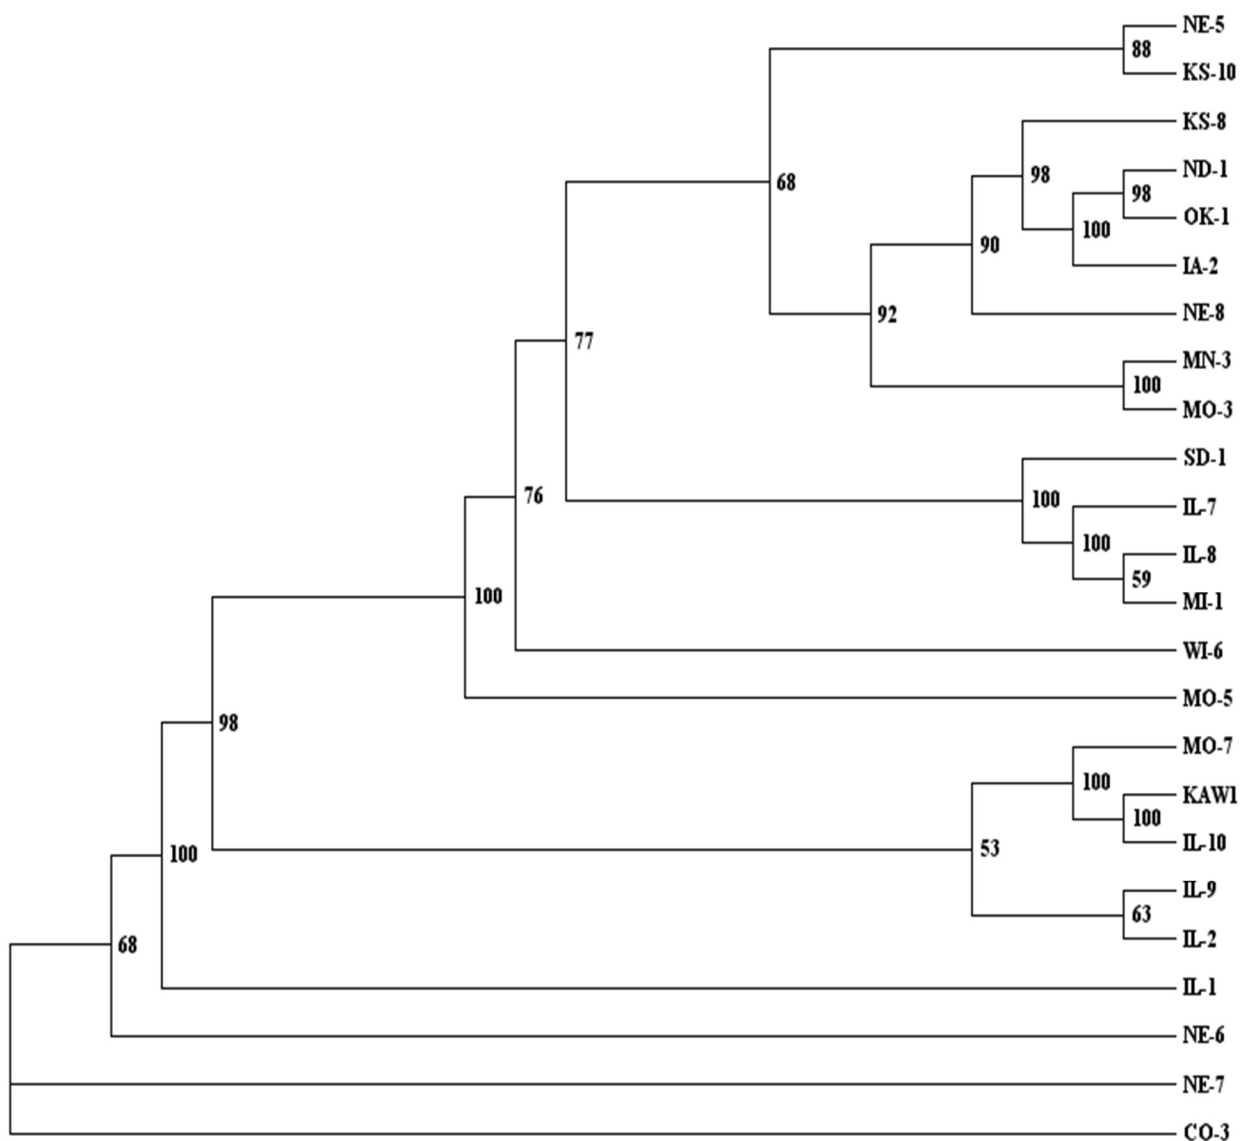 NE-5
88
KS-10
KS-8
98
ND-1
98
OK-1
100
68
IA-2
90
NE-8
92
77
MN-3
100
MO-3
SD-1
76
100
IL-7
100
IL-8
59
MI-1
100
WI-6
MO-5
98
MO-7
100
KAW1
100
IL-10
53
100
IL-9
63
IL-2
68
IL-1
NE-6
NE-7
CO-3